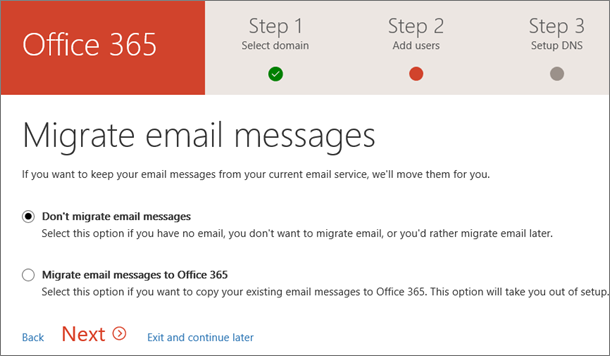 Office 365
Step 1
Select domain
Step 2
Add users
Step 3
Setup DNS
Migrate email messages
If you want to keep your email messages from your current email service, we'll move them for you.
Don't migrate email messages
Select this option if you have no email, you don't want to migrate email, or you'd rather migrate email later.
Migrate email messages to Office 365
Select this option if you want to copy your existing email messages to Office 365. This option will take you out of setup.
Back Next Exit and continue later